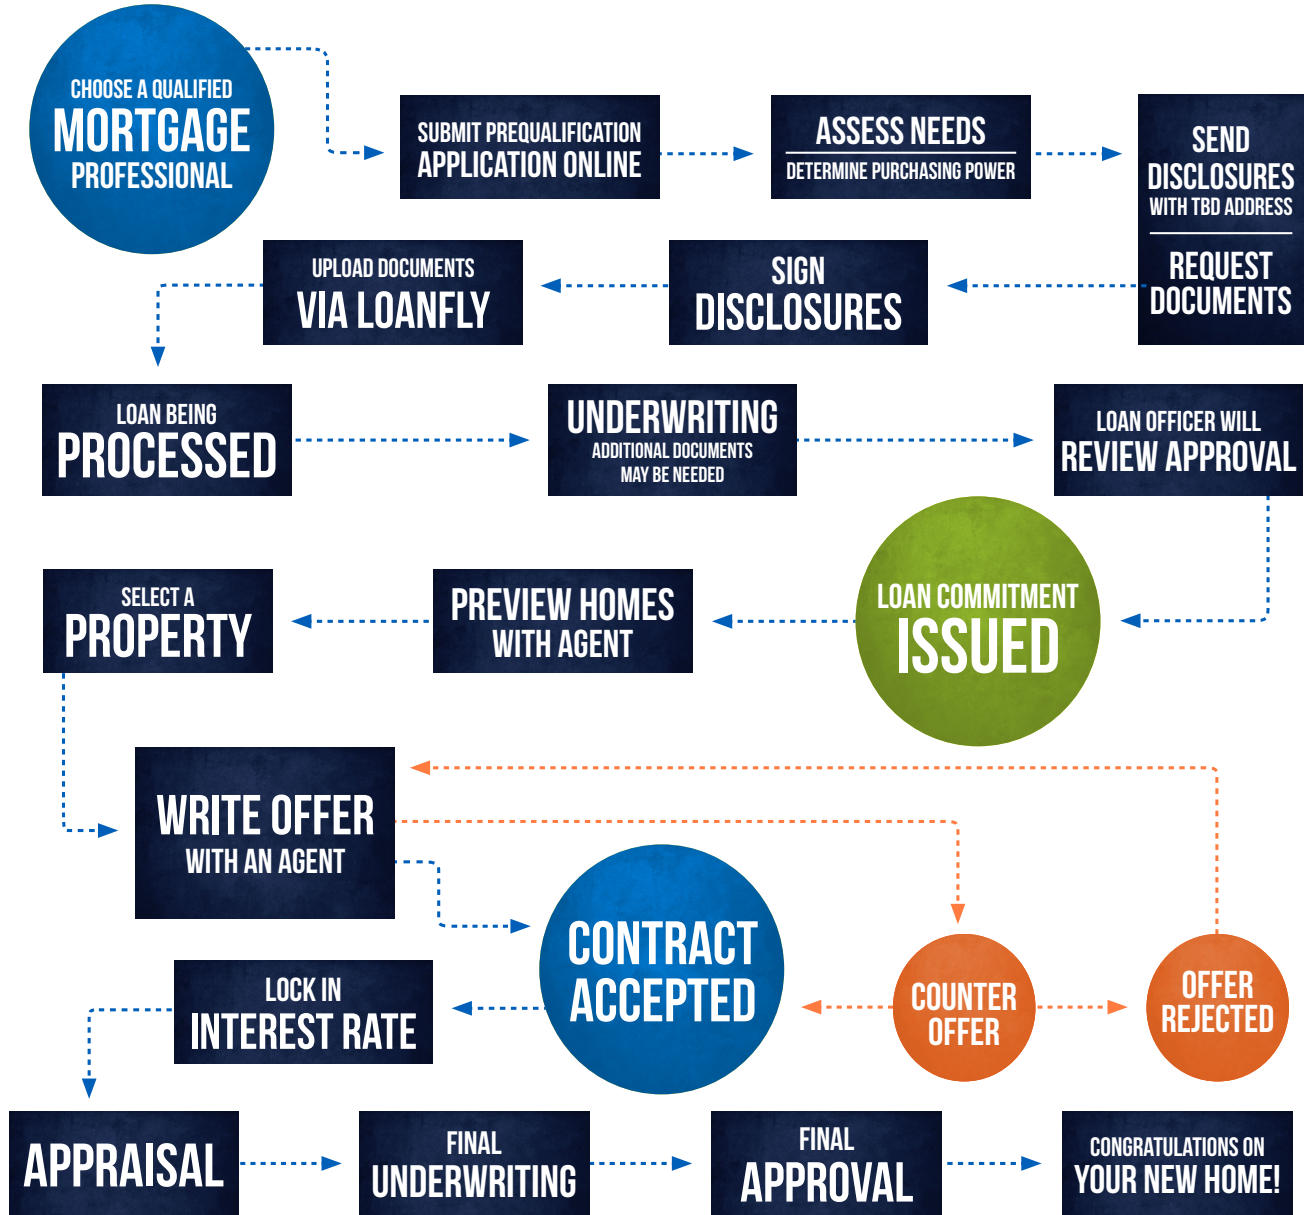 CHOOSE A QUALIFIED
MORTGAGE
PROFESSIONAL
SUBMIT PREQUALIFICATION
APPLICATION ONLINE
ASSESS NEEDS
DETERMINE PURCHASING POWER
SEND
DISCLOSURES
WITH TBD ADDRESS
REQUEST
DOCUMENTS
SIGN
DISCLOSURES
UPLOAD DOCUMENTS
VIA LOANFLY
LOAN BEING
PROCESSED
UNDERWRITING
ADDITIONAL DOCUMENTS
MAY BE NEEDED
LOAN OFFICER WILL
REVIEW APPROVAL
LOAN COMMITMENT
ISSUED
PREVIEW HOMES
WITH AGENT
SELECT A
PROPERTY
WRITE OFFER
WITH AN AGENT
CONTRACT
ACCEPTED
COUNTER
OFFER
OFFER
REJECTED
LOCK IN
INTEREST RATE
APPRAISAL
FINAL
UNDERWRITING
FINAL
APPROVAL
CONGRATULATIONS ON
YOUR NEW HOME!